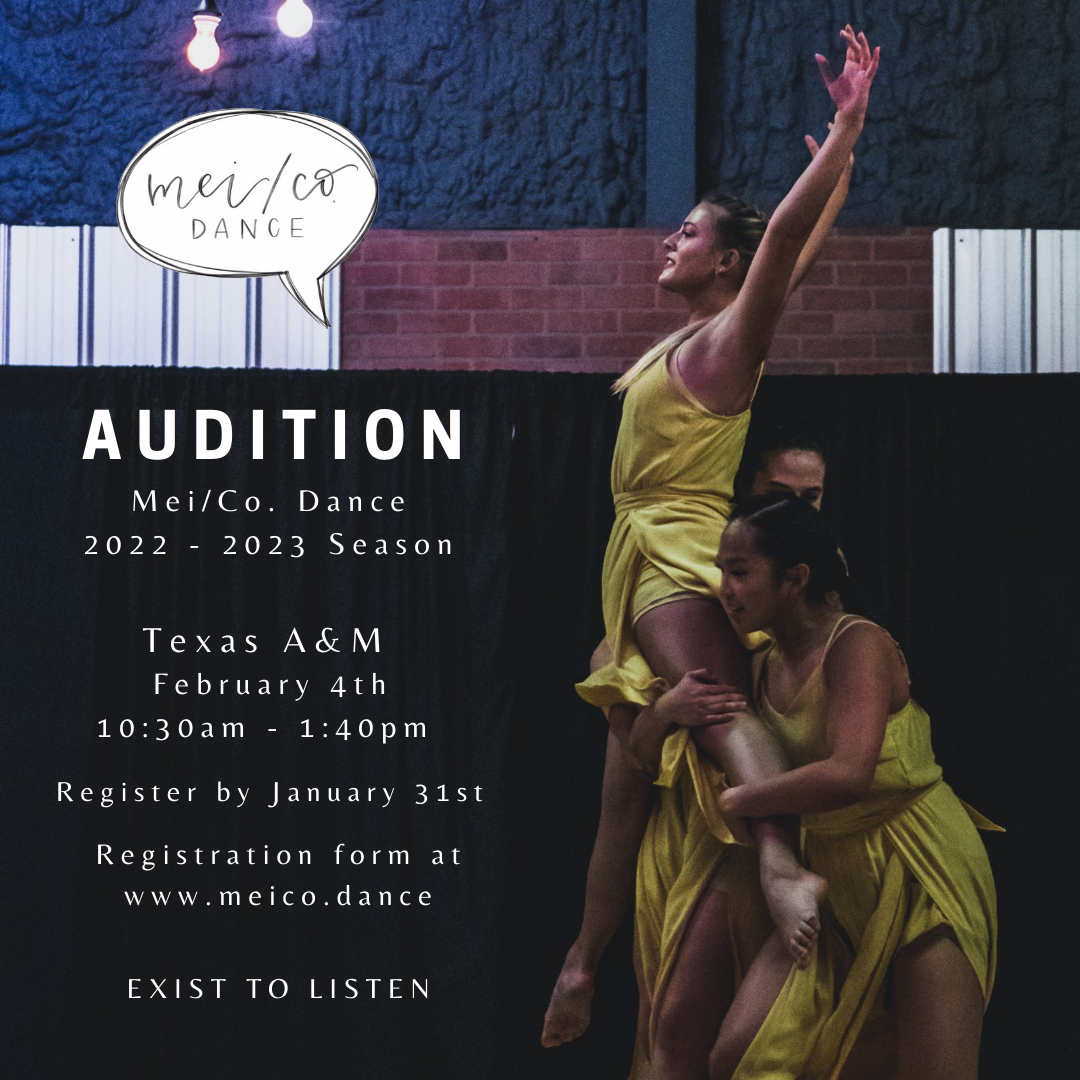 mei/co.
DANCE
AUDITION
Mei/Co. Dance
2022 - 2023 Season
Texas A&M
February 4th
10:30am - 1:40pm
Register by January 31st
Registration form at
www.meico.dance
EXIST TO LISTEN